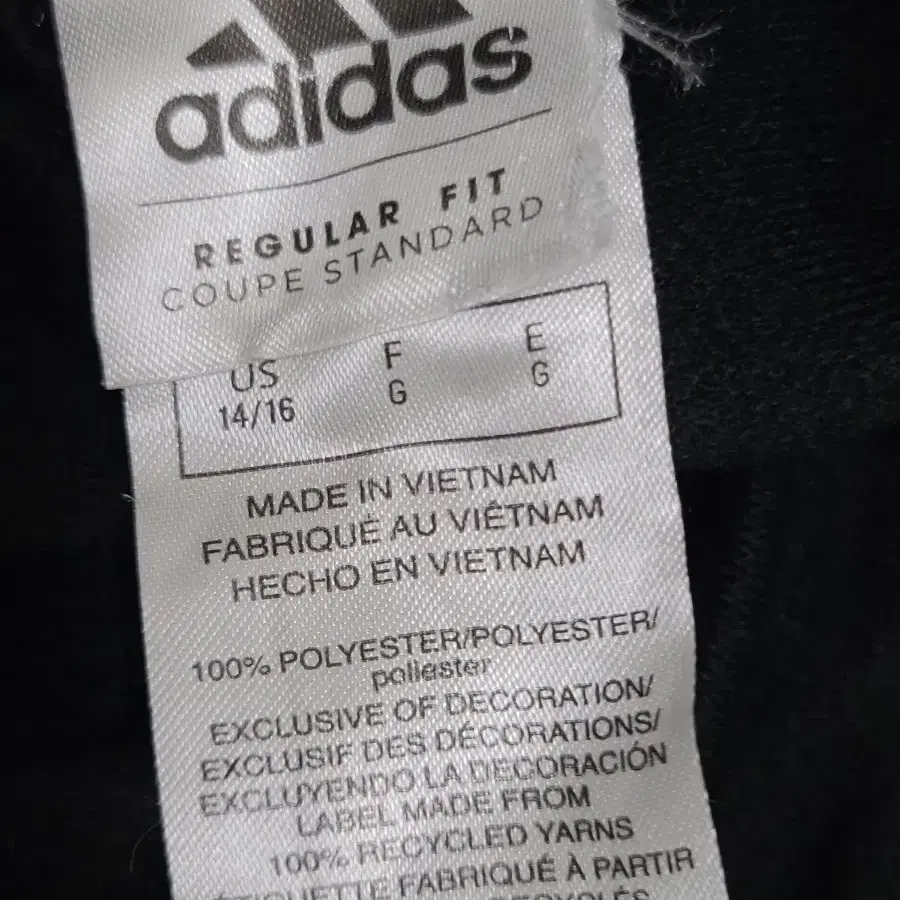 adidas
REGULAR FIT
COUPE STANDARD
US F E
14/16 G G
MADE IN VIETNAM
FABRIQUÉ AU VIÊTNAM
HECHO EN VIETNAM
100% POLYESTER/POLYESTER/
poliester
EXCLUSIVE OF DECORATION/
EXCLUSIF DES DÉCORATIONS/
EXCLUYENDO LA DECORACIÓN
LABEL MADE FROM
100% RECYCLED YARNS
ÉTIQUETTE FABRIQUÉ À PARTIR